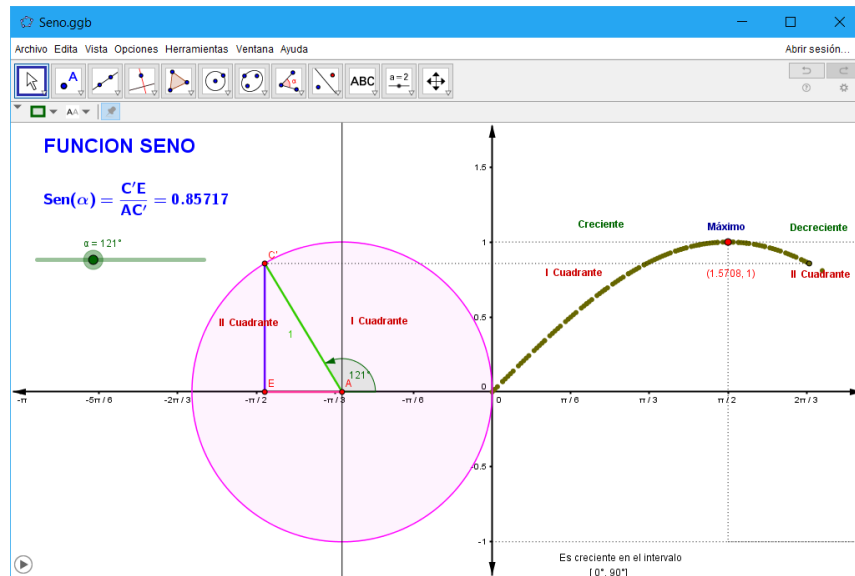 Seno.ggb
Archivo Edita Vista Opciones Herramientas Ventana Ayuda
Abrir sesión...
A
α
ABC
a=2
AA
FUNCION SENO
Sen(α) = C'E / AC' = 0.85717
α = 121°
C'
II Cuadrante
I Cuadrante
1
121°
E
A
1.5
1
0.5
0
-0.5
-1
Creciente
Máximo
Decreciente
I Cuadrante
(1.5708, 1)
II Cuadrante
-π
-5π / 6
-2π / 3
-π / 2
-π / 3
-π / 6
0
π / 6
π / 3
π / 2
2π / 3
Es creciente en el intervalo
[ 0°, 90°]